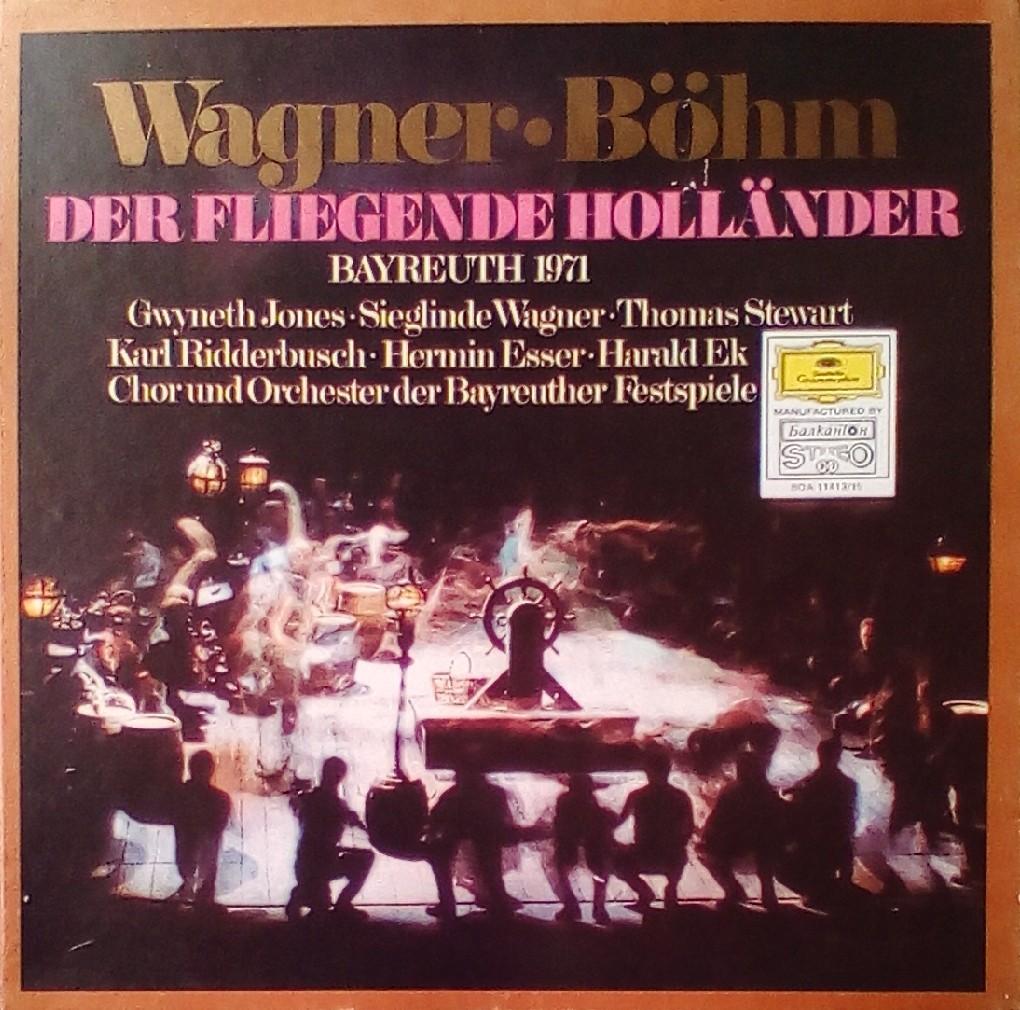 Wagner·Böhm
DER FLIEGENDE HOLLÄNDER
BAYREUTH 1971
Gwyneth Jones·Sieglinde Wagner·Thomas Stewart
Karl Ridderbusch·Hermin Esser·Harald Ek
Chor und Orchester der Bayreuther Festspiele
Deutsche
Grammophon
MANUFACTURED BY
Балкантон
STEREO